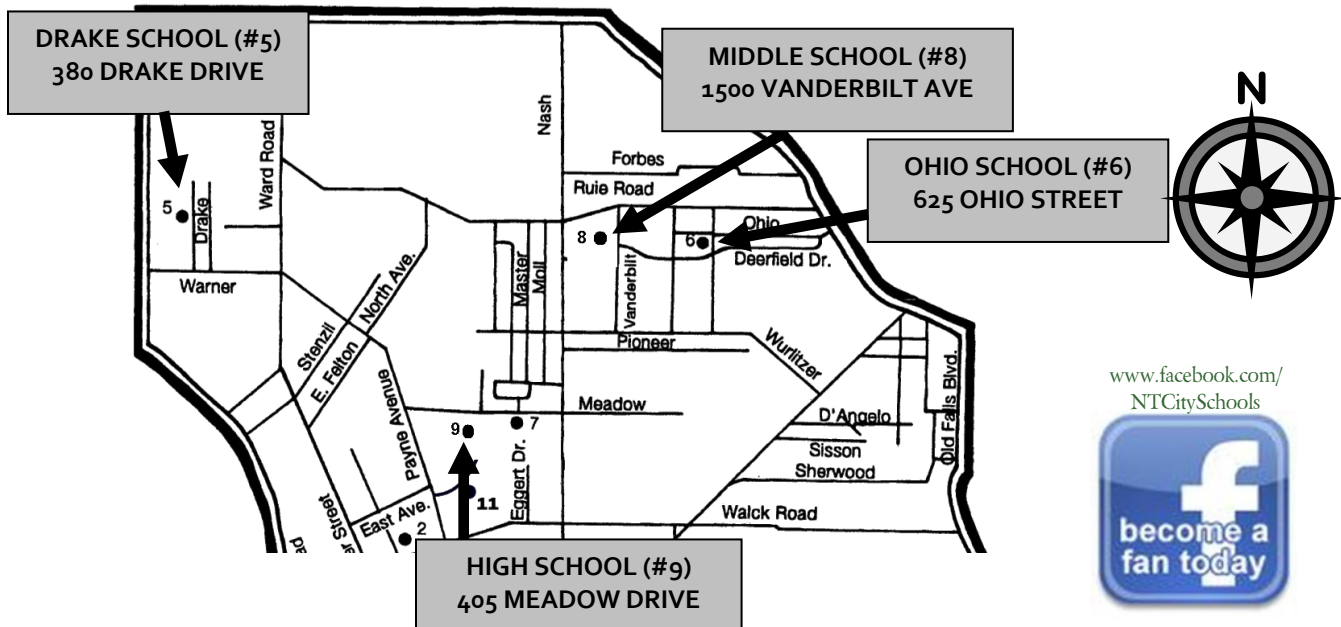 DRAKE SCHOOL (#5)
380 DRAKE DRIVE
MIDDLE SCHOOL (#8)
1500 VANDERBILT AVE
OHIO SCHOOL (#6)
625 OHIO STREET
N
Nash
Ward Road
Forbes
Ruie Road
5
Drake
8
6
Ohio
Deerfield Dr.
Warner
Master
Moll
Vanderbilt
North Ave.
Stenzil
E. Felton
Pioneer
Wurlitzer
Old Falls Blvd.
Payne Avenue
Meadow
D'Angelo
Sisson
Sherwood
9
7
Eggert Dr.
11
East Ave.
2
Walck Road
er Street
ad
HIGH SCHOOL (#9)
405 MEADOW DRIVE
www.facebook.com/
NTCitySchools
f
become a
fan today